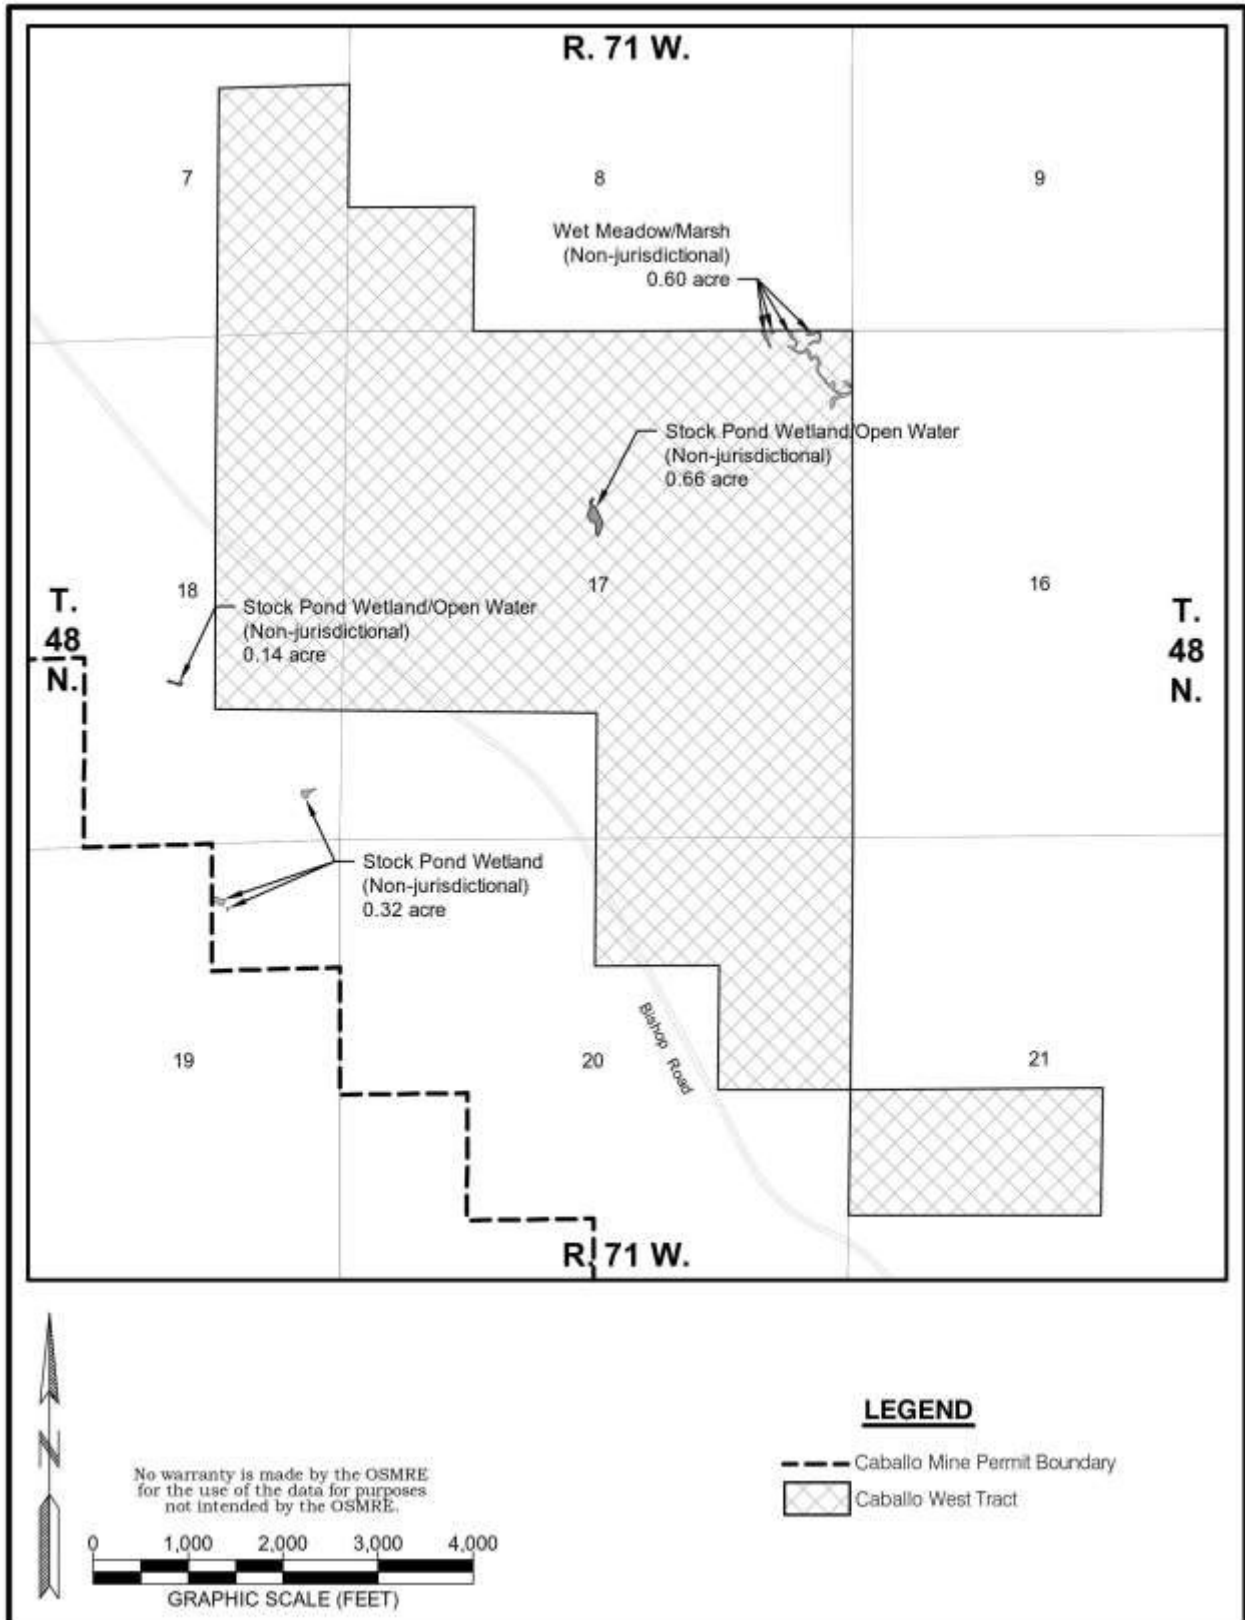 R. 71 W.
7
8
9
Wet Meadow/Marsh
(Non-jurisdictional)
0.60 acre
Stock Pond Wetland/Open Water
(Non-jurisdictional)
0.66 acre
18
17
16
T.
48
N.
Stock Pond Wetland/Open Water
(Non-jurisdictional)
0.14 acre
T.
48
N.
Stock Pond Wetland
(Non-jurisdictional)
0.32 acre
19
20
21
Bishop Road
R. 71 W.
N
No warranty is made by the OSMRE
for the use of the data for purposes
not intended by the OSMRE.
0 1,000 2,000 3,000 4,000
GRAPHIC SCALE (FEET)
LEGEND
Caballo Mine Permit Boundary
Caballo West Tract